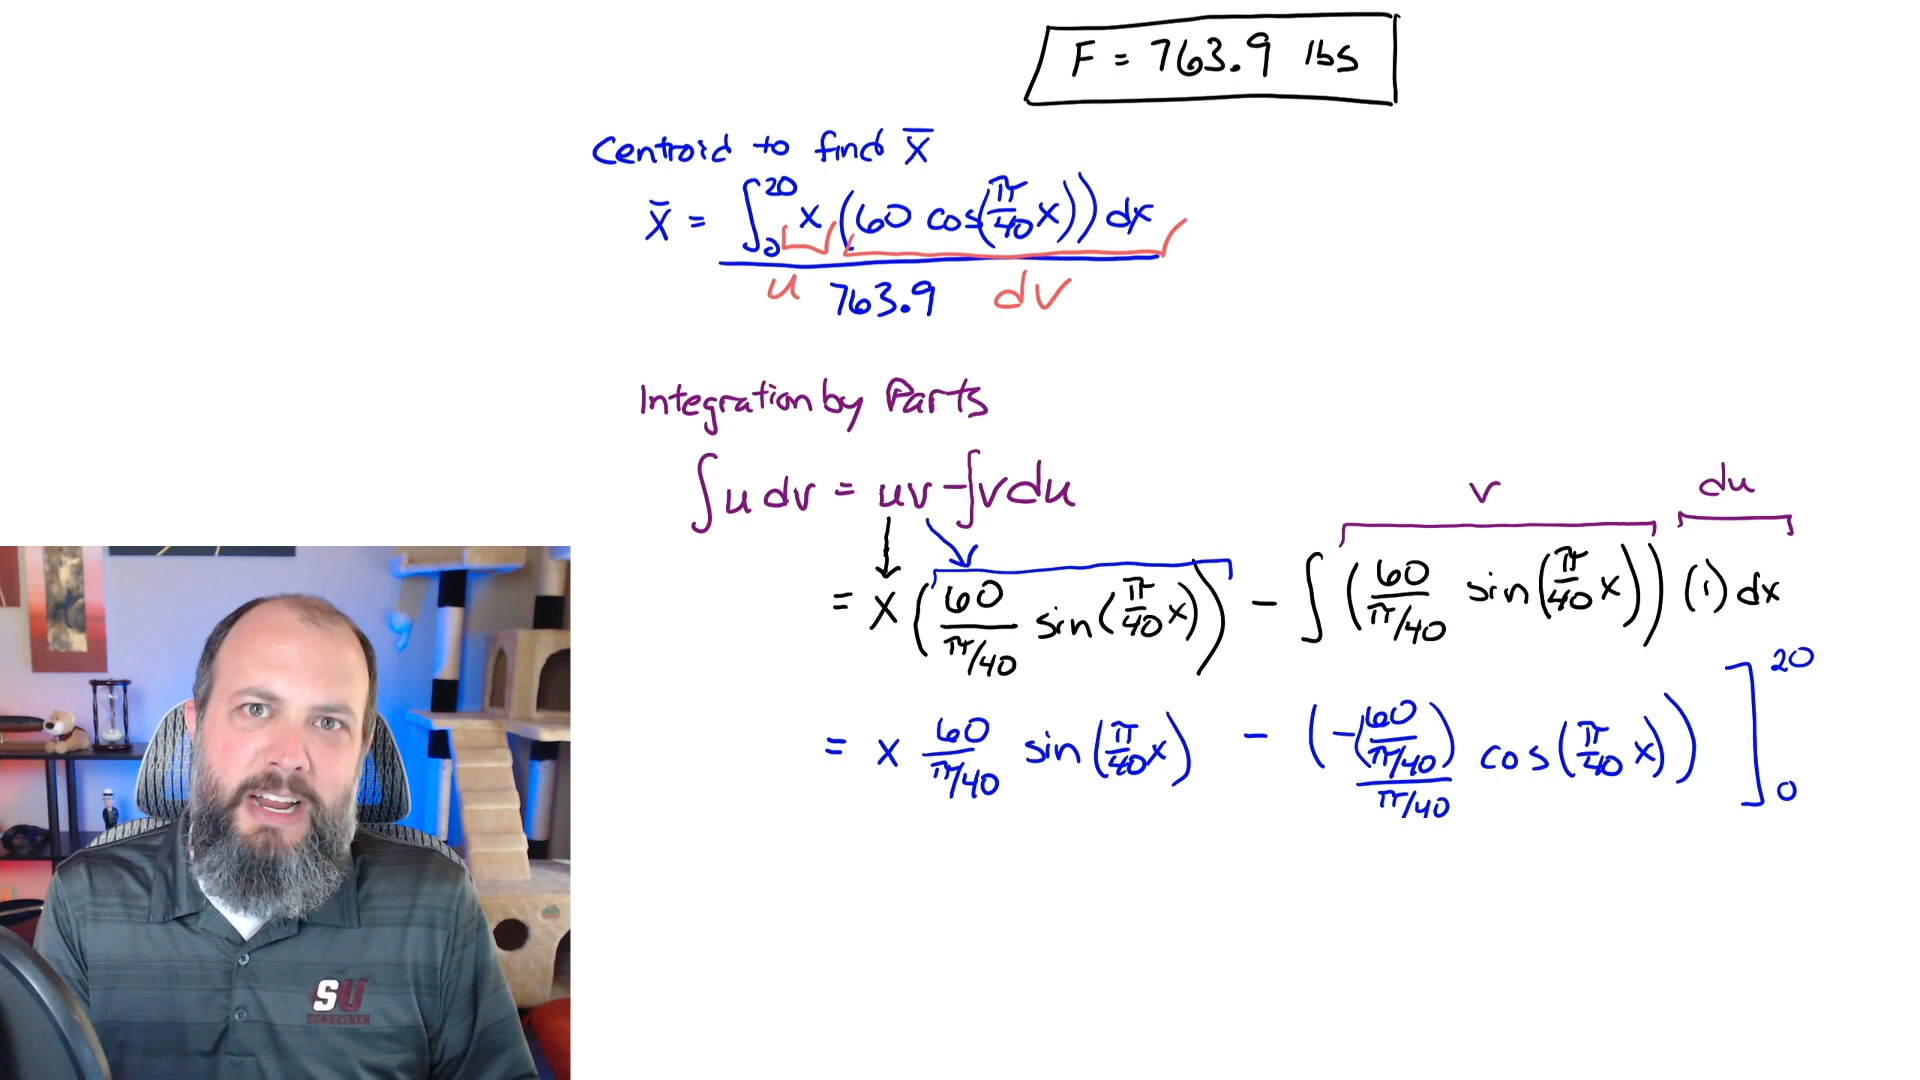 F = 763.9 lbs
Centroid to find x̄
x̄ = ∫₀²⁰ x (60 cos(π/40 x)) dx
u 763.9 dv
Integration by Parts
∫u dv = uv - ∫v du
v du
= x (60/(π/40) sin(π/40 x)) - ∫ (60/(π/40) sin(π/40 x)) (1) dx
= x 60/(π/40) sin(π/40 x) - (-(60/(π/40))/(π/40) cos(π/40 x)) ]₀²⁰
SU
SCHREINER